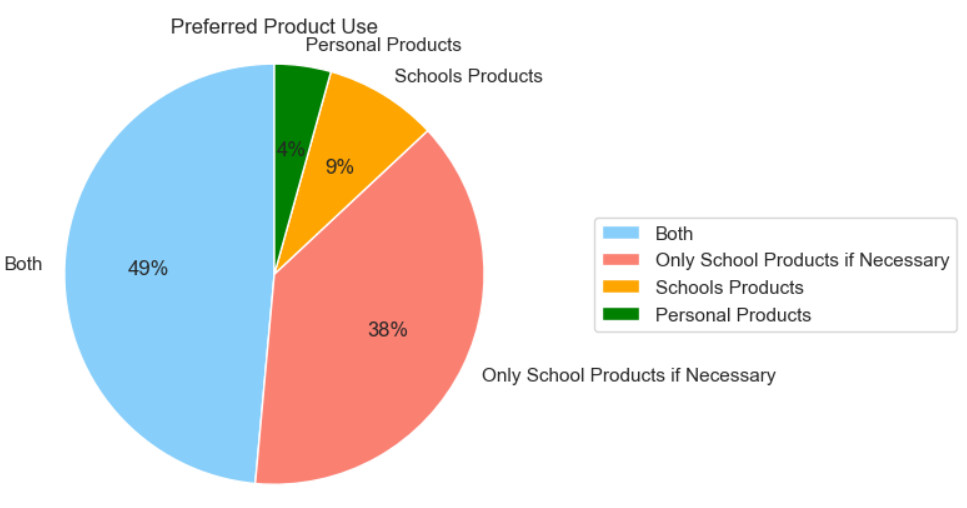 Preferred Product Use
Personal Products
Schools Products
4%
9%
Both
49%
38%
Only School Products if Necessary
Both
Only School Products if Necessary
Schools Products
Personal Products